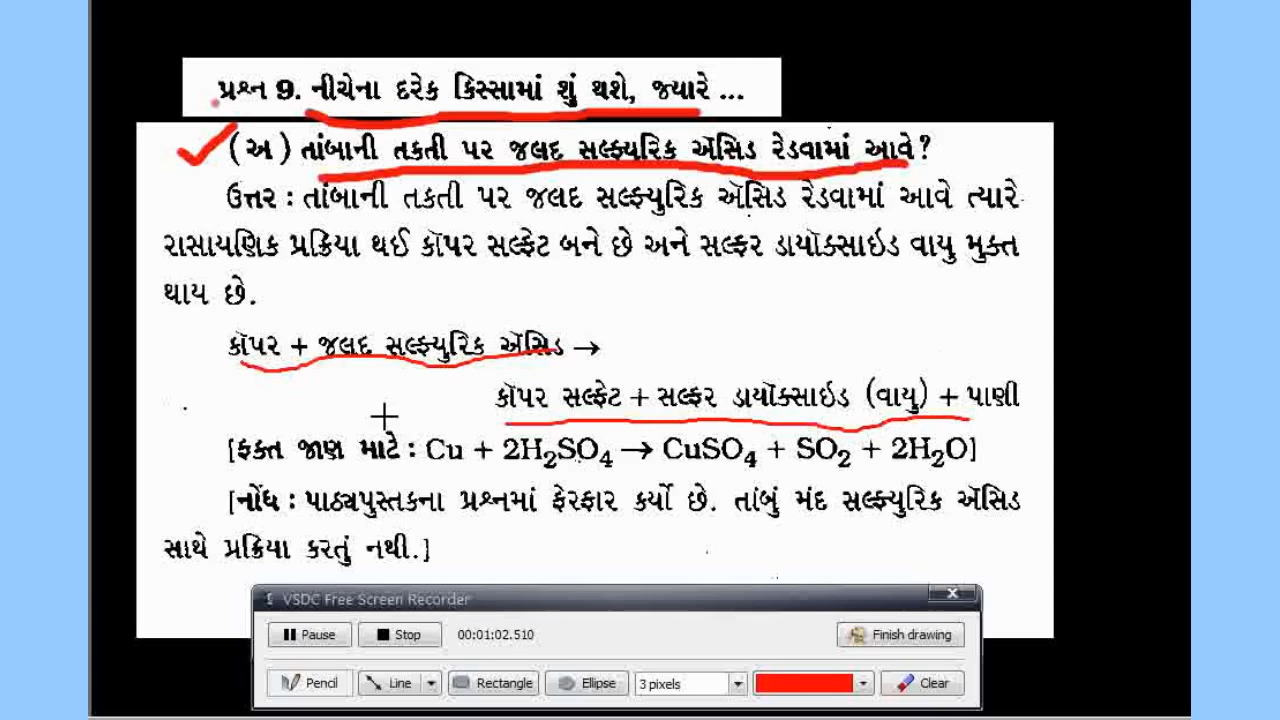 પ્રશ્ન 9. નીચેના દરેક કિસ્સામાં શું થશે, જ્યારે ...
(અ) તાંબાની તકતી પર જલદ સલ્ફ્યુરિક ઍસિડ રેડવામાં આવે?
ઉત્તર : તાંબાની તકતી પર જલદ સલ્ફ્યુરિક ઍસિડ રેડવામાં આવે ત્યારે
રાસાયણિક પ્રક્રિયા થઈ કૉપર સલ્ફેટ બને છે અને સલ્ફર ડાયૉક્સાઇડ વાયુ મુક્ત
થાય છે.
કૉપર + જલદ સલ્ફ્યુરિક ઍસિડ →
કૉપર સલ્ફેટ + સલ્ફર ડાયૉક્સાઇડ (વાયુ) + પાણી
[ફક્ત જાણ માટે : Cu + 2H₂SO₄ → CuSO₄ + SO₂ + 2H₂O]
[નોંધ : પાઠ્યપુસ્તકના પ્રશ્નમાં ફેરફાર કર્યો છે. તાંબું મંદ સલ્ફ્યુરિક ઍસિડ
સાથે પ્રક્રિયા કરતું નથી.]
VSDC Free Screen Recorder
Pause Stop 00:01:02.510 Finish drawing
Pencil Line Rectangle Ellipse 3 pixels Clear